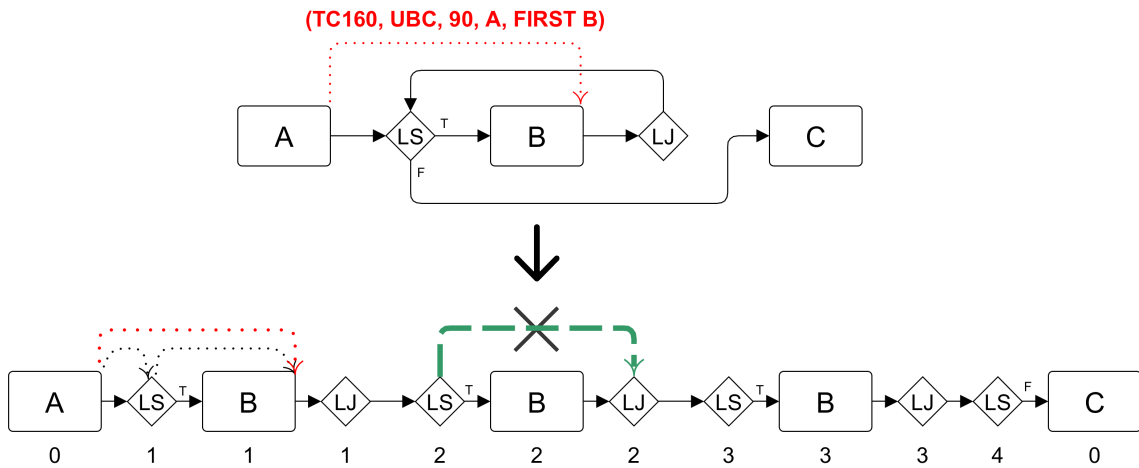 (TC160, UBC, 90, A, FIRST B)
A LS T B LJ C
F
A LS T B LJ LS T B LJ LS T B LJ LS F C
0 1 1 1 2 2 2 3 3 3 4 0